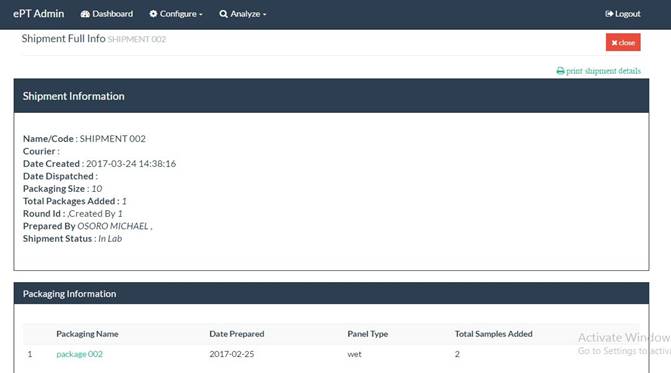 ePT Admin Dashboard Configure Analyze Logout
Shipment Full Info SHIPMENT 002
close
print shipment details
Shipment Information
Name/Code : SHIPMENT 002
Courier :
Date Created : 2017-03-24 14:38:16
Date Dispatched :
Packaging Size : 10
Total Packages Added : 1
Round Id : ,Created By 1
Prepared By OSORO MICHAEL ,
Shipment Status : In Lab
Packaging Information
Packaging Name Date Prepared Panel Type Total Samples Added
1 package 002 2017-02-25 wet 2
Activate Window
Go to Settings to activa